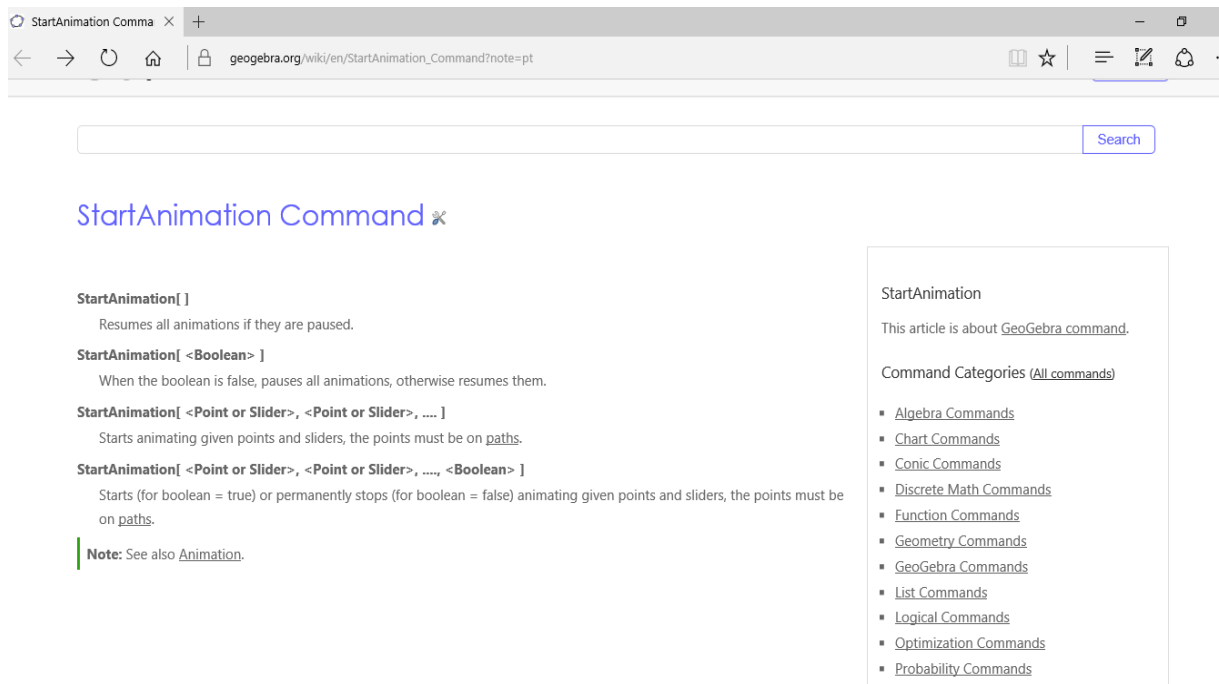 StartAnimation Comma
geogebra.org/wiki/en/StartAnimation_Command?note=pt
Search
StartAnimation Command
StartAnimation[ ]
Resumes all animations if they are paused.
StartAnimation[ <Boolean> ]
When the boolean is false, pauses all animations, otherwise resumes them.
StartAnimation[ <Point or Slider>, <Point or Slider>, .... ]
Starts animating given points and sliders, the points must be on paths.
StartAnimation[ <Point or Slider>, <Point or Slider>, ...., <Boolean> ]
Starts (for boolean = true) or permanently stops (for boolean = false) animating given points and sliders, the points must be
on paths.
Note: See also Animation.
StartAnimation
This article is about GeoGebra command.
Command Categories (All commands)
Algebra Commands
Chart Commands
Conic Commands
Discrete Math Commands
Function Commands
Geometry Commands
GeoGebra Commands
List Commands
Logical Commands
Optimization Commands
Probability Commands